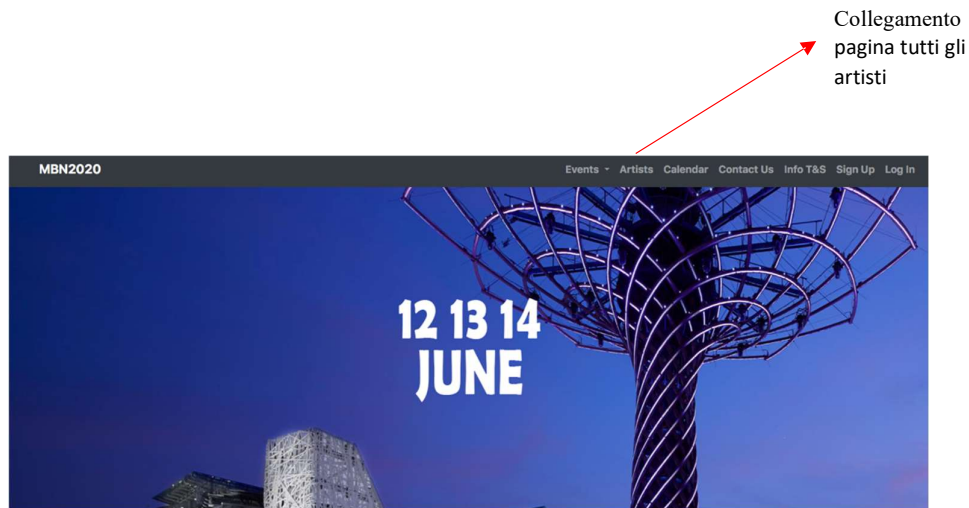 Collegamento
pagina tutti gli
artisti
MBN2020 Events Artists Calendar Contact Us Info T&S Sign Up Log In
12 13 14
JUNE